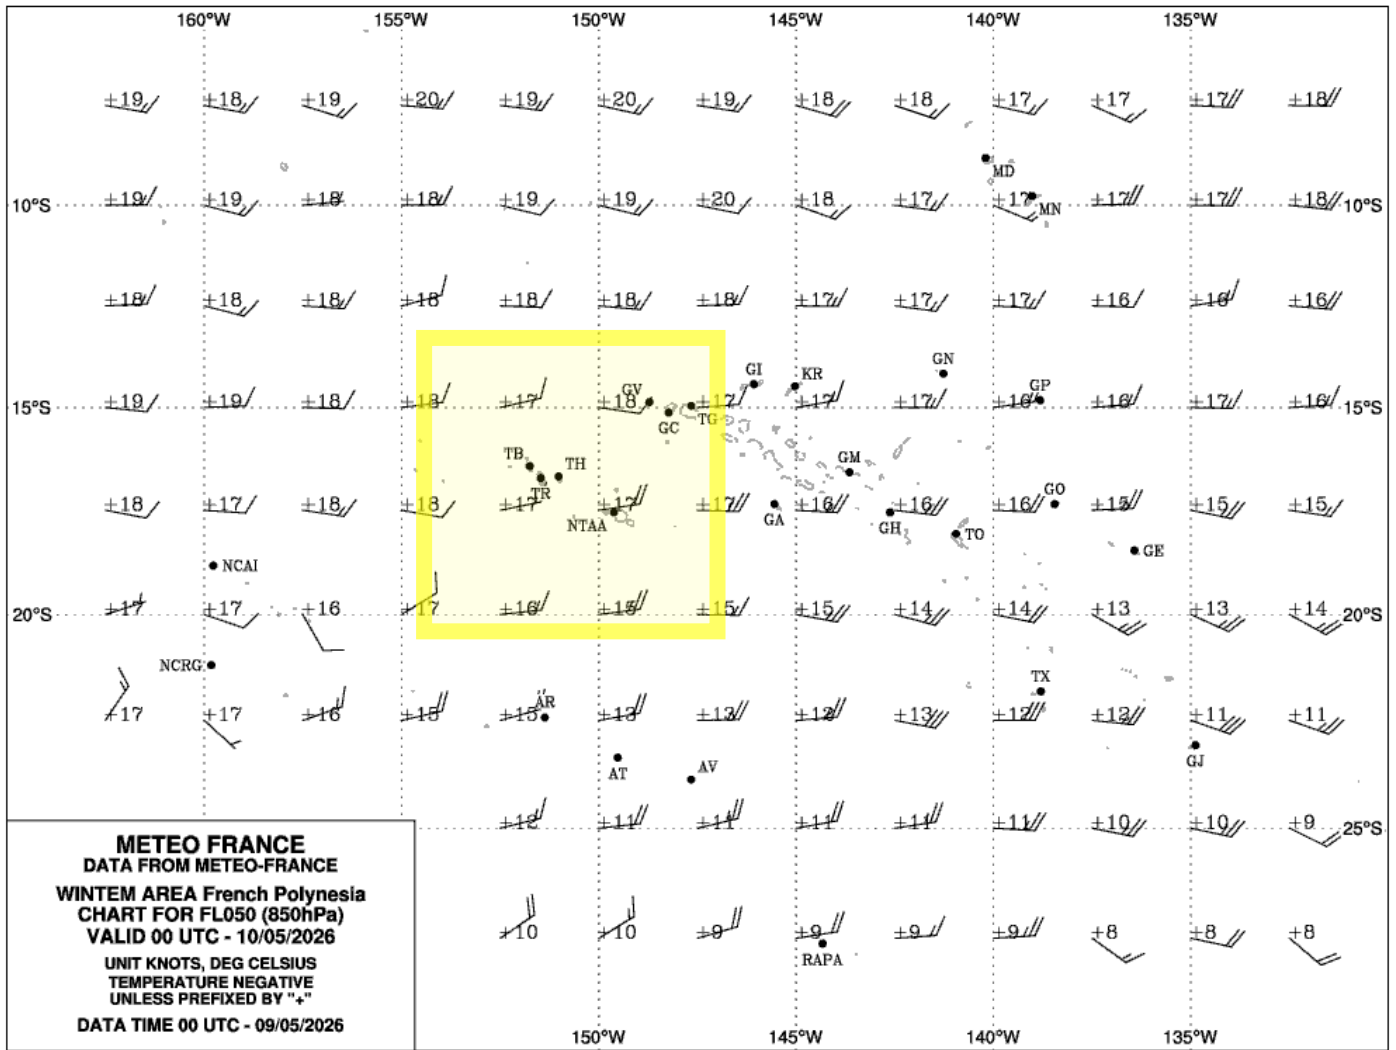 160°W 155°W 150°W 145°W 140°W 135°W
+19 +18 +19 +20 +19 +20 +19 +18 +18 +17 +17 +17 +18
MD
10°S +19 +19 +18 +18 +19 +19 +20 +18 +17 +17 +17 +17 +18 10°S
MN
+18 +18 +18 +18 +18 +18 +18 +17 +17 +17 +16 +16 +16
GI KR GN GP
GV
15°S +19 +19 +18 +18 +17 +18 +17 +17 +17 +16 +16 +17 +16 15°S
GC TG
TB TH GM
TR GO
+18 +17 +18 +18 +17 +17 +17 +16 +16 +16 +15 +15 +15
NTAA GA GH TO
NCAI GE
20°S +17 +17 +16 +17 +16 +15 +15 +15 +14 +14 +13 +13 +14 20°S
NCRG TX
AR
+17 +17 +16 +15 +15 +13 +13 +12 +13 +12 +12 +11 +11
AT AV GJ
+12 +11 +11 +11 +11 +11 +10 +10 +9 25°S
+10 +10 +9 +9 +9 +9 +8 +8 +8
RAPA
METEO FRANCE
DATA FROM METEO-FRANCE
WINTEM AREA French Polynesia
CHART FOR FL050 (850hPa)
VALID 00 UTC - 10/05/2026
UNIT KNOTS, DEG CELSIUS
TEMPERATURE NEGATIVE
UNLESS PREFIXED BY "+"
DATA TIME 00 UTC - 09/05/2026
150°W 145°W 140°W 135°W